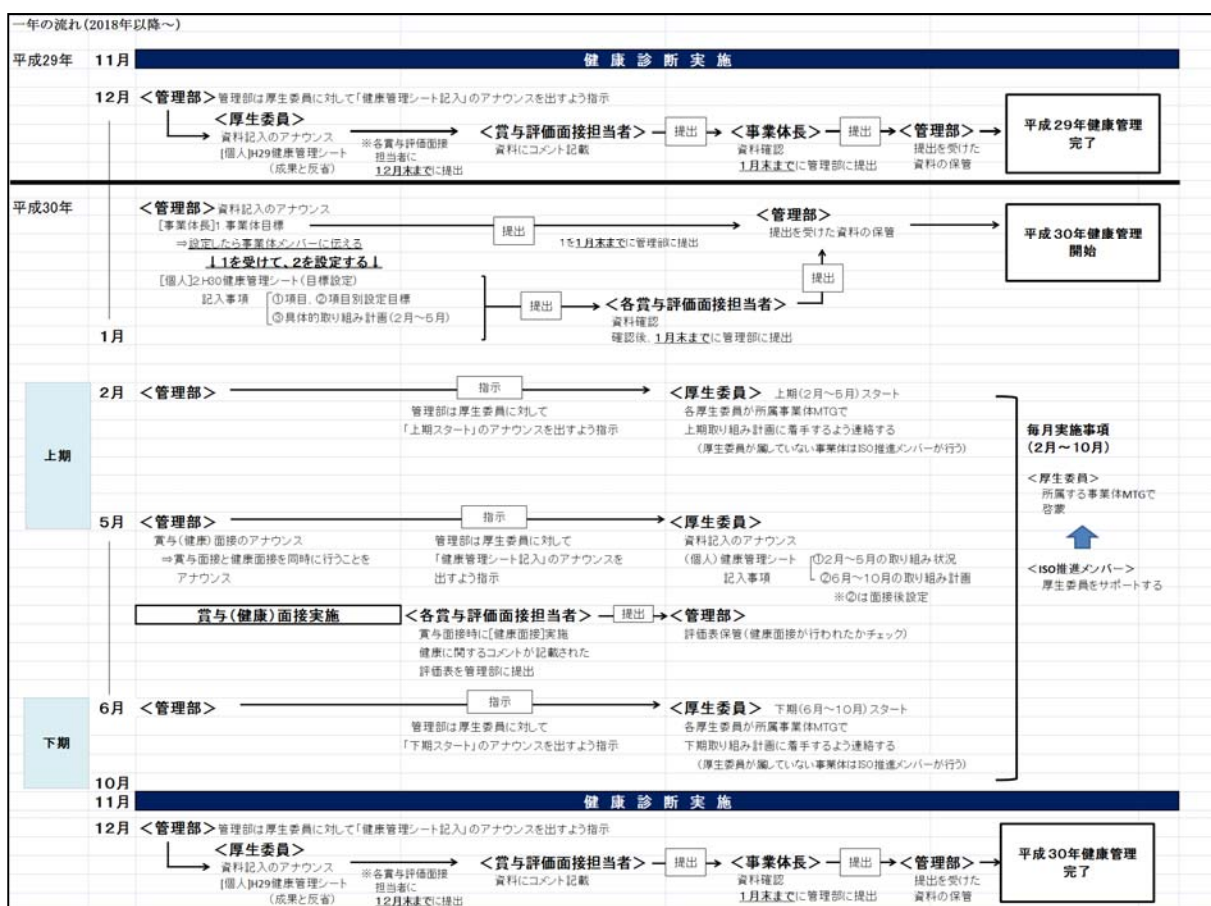 一年の流れ(2018年以降～)
平成29年 11月 健康診断実施
12月 <管理部>管理部は厚生委員に対して「健康管理シート記入」のアナウンスを出すよう指示
<厚生委員>
資料記入のアナウンス
[個人]H29健康管理シート
(成果と反省)
※各賞与評価面接
担当者に
12月末までに提出
<賞与評価面接担当者>
資料にコメント記載
提出
<事業体長>
資料確認
1月末までに管理部に提出
提出
<管理部>
提出を受けた
資料の保管
平成29年健康管理
完了
平成30年
<管理部>資料記入のアナウンス
[事業体長]1.事業体目標
⇒設定したら事業体メンバーに伝える
↓1を受けて、2を設定する↓
[個人]2.H30健康管理シート(目標設定)
記入事項
①項目、②項目別設定目標
③具体的取り組み計画(2月～5月)
提出
1を1月末までに管理部に提出
<管理部>
提出を受けた資料の保管
平成30年健康管理
開始
提出
提出
<各賞与評価面接担当者>
資料確認
確認後、1月末までに管理部に提出
1月
上期
2月 <管理部>
指示
管理部は厚生委員に対して
「上期スタート」のアナウンスを出すよう指示
<厚生委員> 上期(2月～5月)スタート
各厚生委員が所属事業体MTGで
上期取り組み計画に着手するよう連絡する
(厚生委員が属していない事業体はISO推進メンバーが行う)
毎月実施事項
(2月～10月)
<厚生委員>
所属する事業体MTGで
啓蒙
<ISO推進メンバー>
厚生委員をサポートする
5月 <管理部>
賞与(健康)面接のアナウンス
⇒賞与面接と健康面接を同時に行うことを
アナウンス
指示
管理部は厚生委員に対して
「健康管理シート記入」のアナウンスを
出すよう指示
<厚生委員>
資料記入のアナウンス
(個人)健康管理シート
記入事項
①2月～5月の取り組み状況
②6月～10月の取り組み計画
※②は面接後設定
賞与(健康)面接実施
<各賞与評価面接担当者>
賞与面接時に[健康面接]実施
健康に関するコメントが記載された
評価表を管理部に提出
提出
<管理部>
評価表保管(健康面接が行われたかチェック)
下期
6月 <管理部>
指示
管理部は厚生委員に対して
「下期スタート」のアナウンスを出すよう指示
<厚生委員> 下期(6月～10月)スタート
各厚生委員が所属事業体MTGで
下期取り組み計画に着手するよう連絡する
(厚生委員が属していない事業体はISO推進メンバーが行う)
10月
11月 健康診断実施
12月 <管理部>管理部は厚生委員に対して「健康管理シート記入」のアナウンスを出すよう指示
<厚生委員>
資料記入のアナウンス
[個人]H29健康管理シート
(成果と反省)
※各賞与評価面接
担当者に
12月末までに提出
<賞与評価面接担当者>
資料にコメント記載
提出
<事業体長>
資料確認
1月末までに管理部に提出
提出
<管理部>
提出を受けた
資料の保管
平成30年健康管理
完了